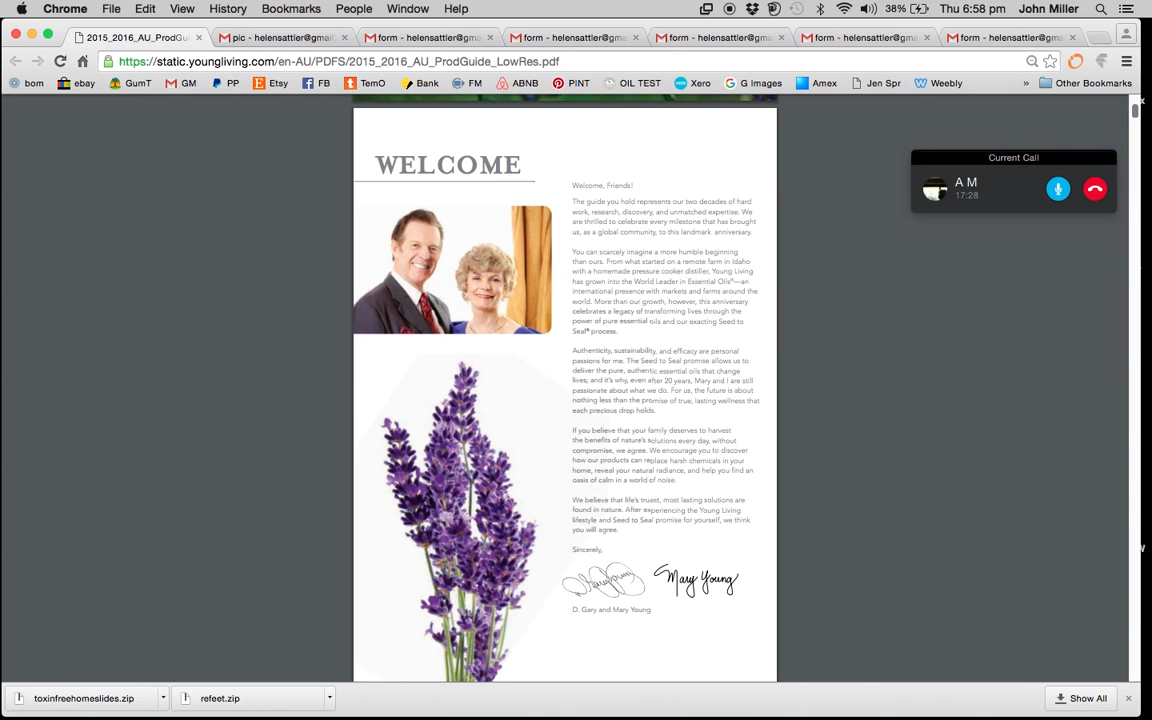 Chrome File Edit View History Bookmarks People Window Help 38% Thu 6:58 pm John Miller
2015_2016_AU_ProdGui pic - helensattler@gmail form - helensattler@gmai form - helensattler@gmai form - helensattler@gmai form - helensattler@gmai form - helensattler@gmai
https://static.youngliving.com/en-AU/PDFS/2015_2016_AU_ProdGuide_LowRes.pdf
bom ebay GumT GM PP Etsy FB TemO Bank FM ABNB PINT OIL TEST Xero G Images Amex Jen Spr Weebly » Other Bookmarks
Current Call
A M
17:28
WELCOME
Welcome, Friends!
The guide you hold represents our two decades of hard
work, research, discovery, and unmatched expertise. We
are thrilled to celebrate every milestone that has brought
us, as a global community, to this landmark anniversary.
You can scarcely imagine a more humble beginning
than ours. From what started on a remote farm in Idaho
with a homemade pressure cooker distiller, Young Living
has grown into the World Leader in Essential Oils®—an
international presence with markets and farms around the
world. More than our growth, however, this anniversary
celebrates a legacy of transforming lives through the
power of pure essential oils and our exacting Seed to
Seal® process.
Authenticity, sustainability, and efficacy are personal
passions for me. The Seed to Seal promise allows us to
deliver the pure, authentic essential oils that change
lives; and it's why, even after 20 years, Mary and I are still
passionate about what we do. For us, the future is about
nothing less than the promise of true, lasting wellness that
each precious drop holds.
If you believe that your family deserves to harvest
the benefits of nature's solutions every day, without
compromise, we agree. We encourage you to discover
how our products can replace harsh chemicals in your
home, reveal your natural radiance, and help you find an
oasis of calm in a world of noise.
We believe that life's truest, most lasting solutions are
found in nature. After experiencing the Young Living
lifestyle and Seed to Seal promise for yourself, we think
you will agree.
Sincerely,
Mary Young
D. Gary and Mary Young
toxinfreehomeslides.zip refeet.zip Show All